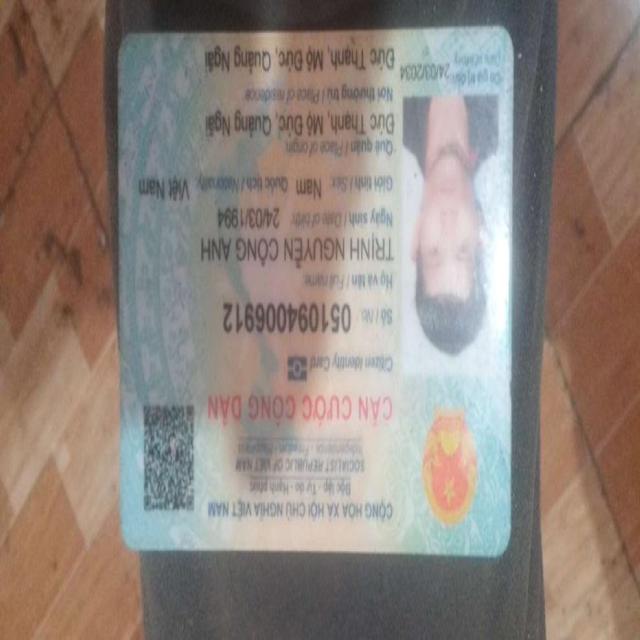 CỘNG HÒA XÃ HỘI CHỦ NGHĨA VIỆT NAM
Độc lập - Tự do - Hạnh phúc
SOCIALIST REPUBLIC OF VIET NAM
Independence - Freedom - Happiness
CĂN CƯỚC CÔNG DÂN
Citizen Identity Card
Số / No.: 051094006912
Họ và tên / Full name:
TRỊNH NGUYỄN CÔNG ANH
Ngày sinh / Date of birth: 24/03/1994
Giới tính / Sex: Nam Quốc tịch / Nationality: Việt Nam
Quê quán / Place of origin:
Đức Thạnh, Mộ Đức, Quảng Ngãi
Nơi thường trú / Place of residence:
Đức Thạnh, Mộ Đức, Quảng Ngãi
Có giá trị đến: 24/03/2034
Date of expiry